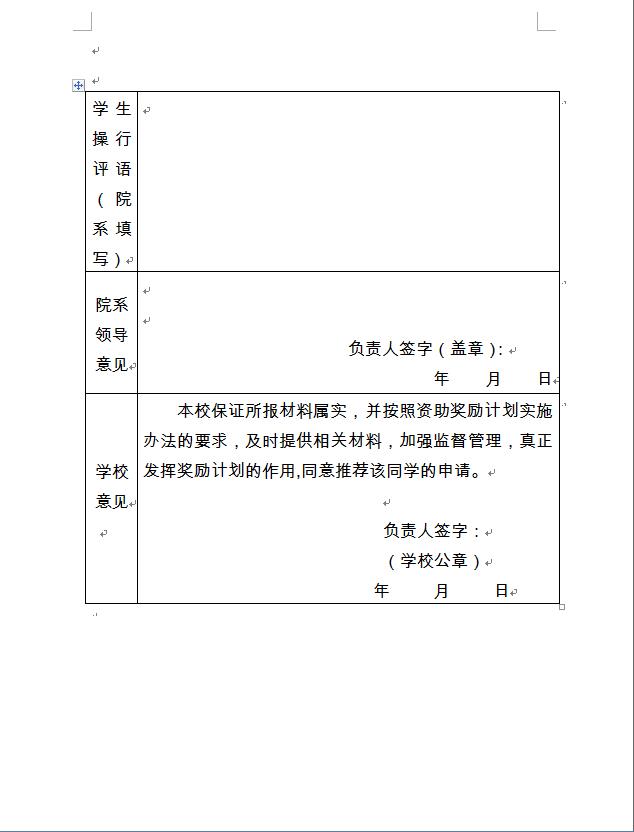 学生
操行
评语
（院
系填
写）
院系
领导
意见
负责人签字（盖章）：
年 月 日
学校
意见
本校保证所报材料属实，并按照资助奖励计划实施
办法的要求，及时提供相关材料，加强监督管理，真正
发挥奖励计划的作用,同意推荐该同学的申请。
负责人签字：
（学校公章）
年 月 日